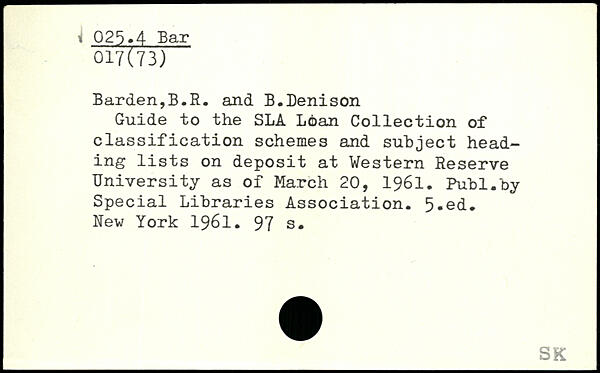 025.4 Bar
017(73)
Barden,B.R. and B.Denison
Guide to the SLA Loan Collection of
classification schemes and subject head-
ing lists on deposit at Western Reserve
University as of March 20, 1961. Publ.by
Special Libraries Association. 5.ed.
New York 1961. 97 s.
SK